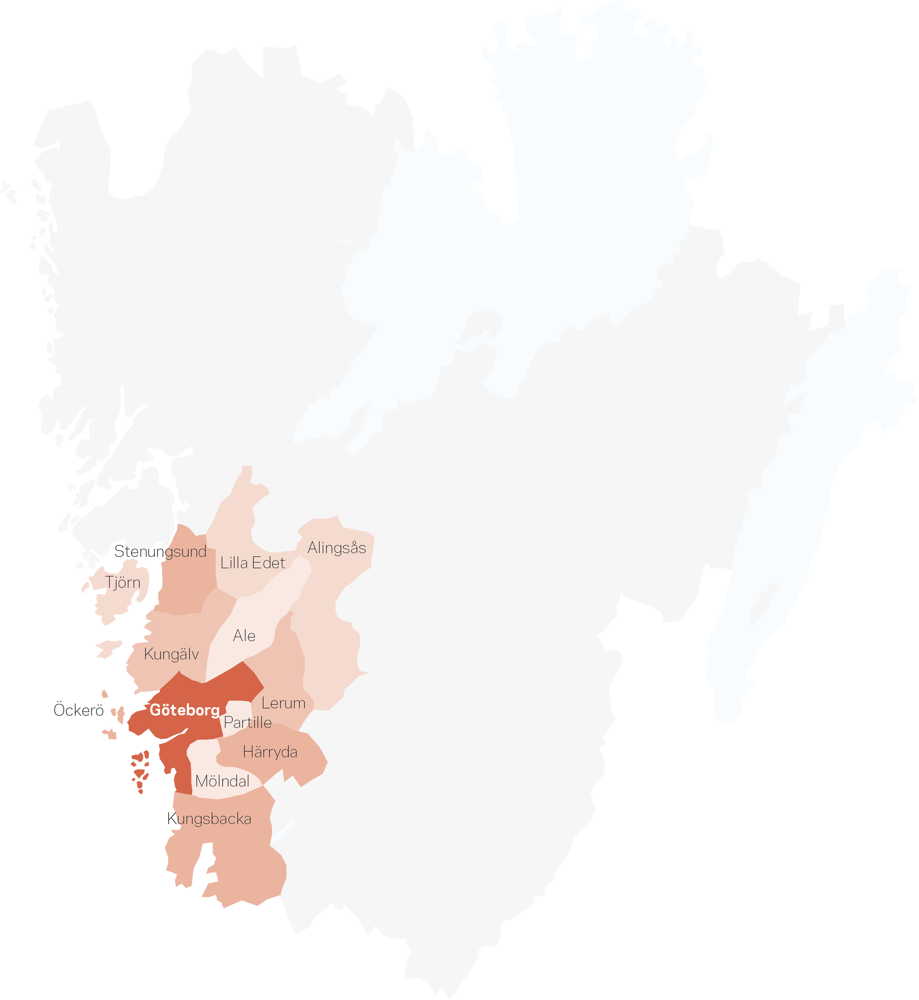 Alingsås
Stenungsund
Lilla Edet
Tjörn
Ale
Kungälv
Lerum
Öckerö
Göteborg
Partille
Härryda
Mölndal
Kungsbacka